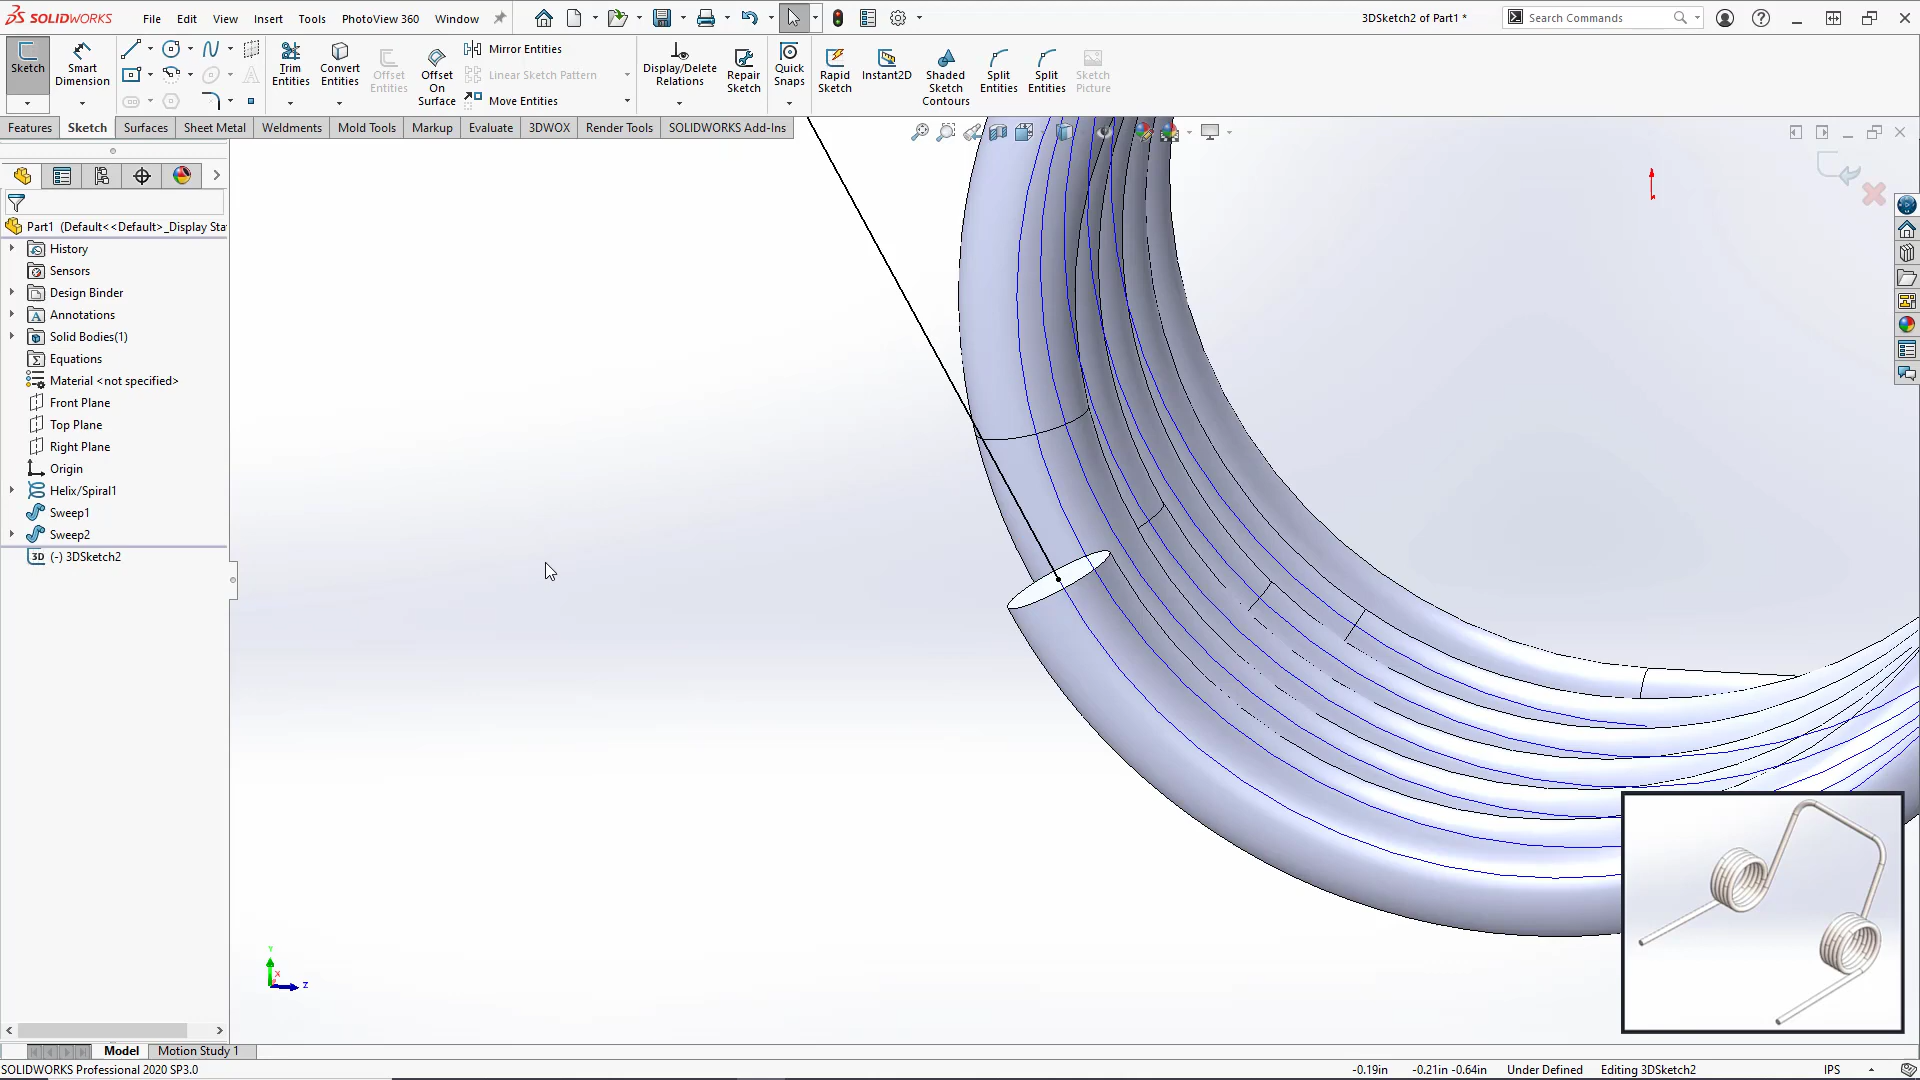 SOLIDWORKS File Edit View Insert Tools PhotoView 360 Window
3DSketch2 of Part1 *
Search Commands
Sketch
Smart Dimension
Trim Entities
Convert Entities
Offset Entities
Offset On Surface
Mirror Entities
Linear Sketch Pattern
Move Entities
Display/Delete Relations
Repair Sketch
Quick Snaps
Rapid Sketch
Instant2D
Shaded Sketch Contours
Split Entities
Split Entities
Sketch Picture
Features Sketch Surfaces Sheet Metal Weldments Mold Tools Markup Evaluate 3DWOX Render Tools SOLIDWORKS Add-Ins
Part1 (Default<<Default>_Display Sta
History
Sensors
Design Binder
Annotations
Solid Bodies(1)
Equations
Material <not specified>
Front Plane
Top Plane
Right Plane
Origin
Helix/Spiral1
Sweep1
Sweep2
3D (-) 3DSketch2
Y
X
Z
Model Motion Study 1
SOLIDWORKS Professional 2020 SP3.0
-0.19in -0.21in -0.64in Under Defined Editing 3DSketch2 IPS